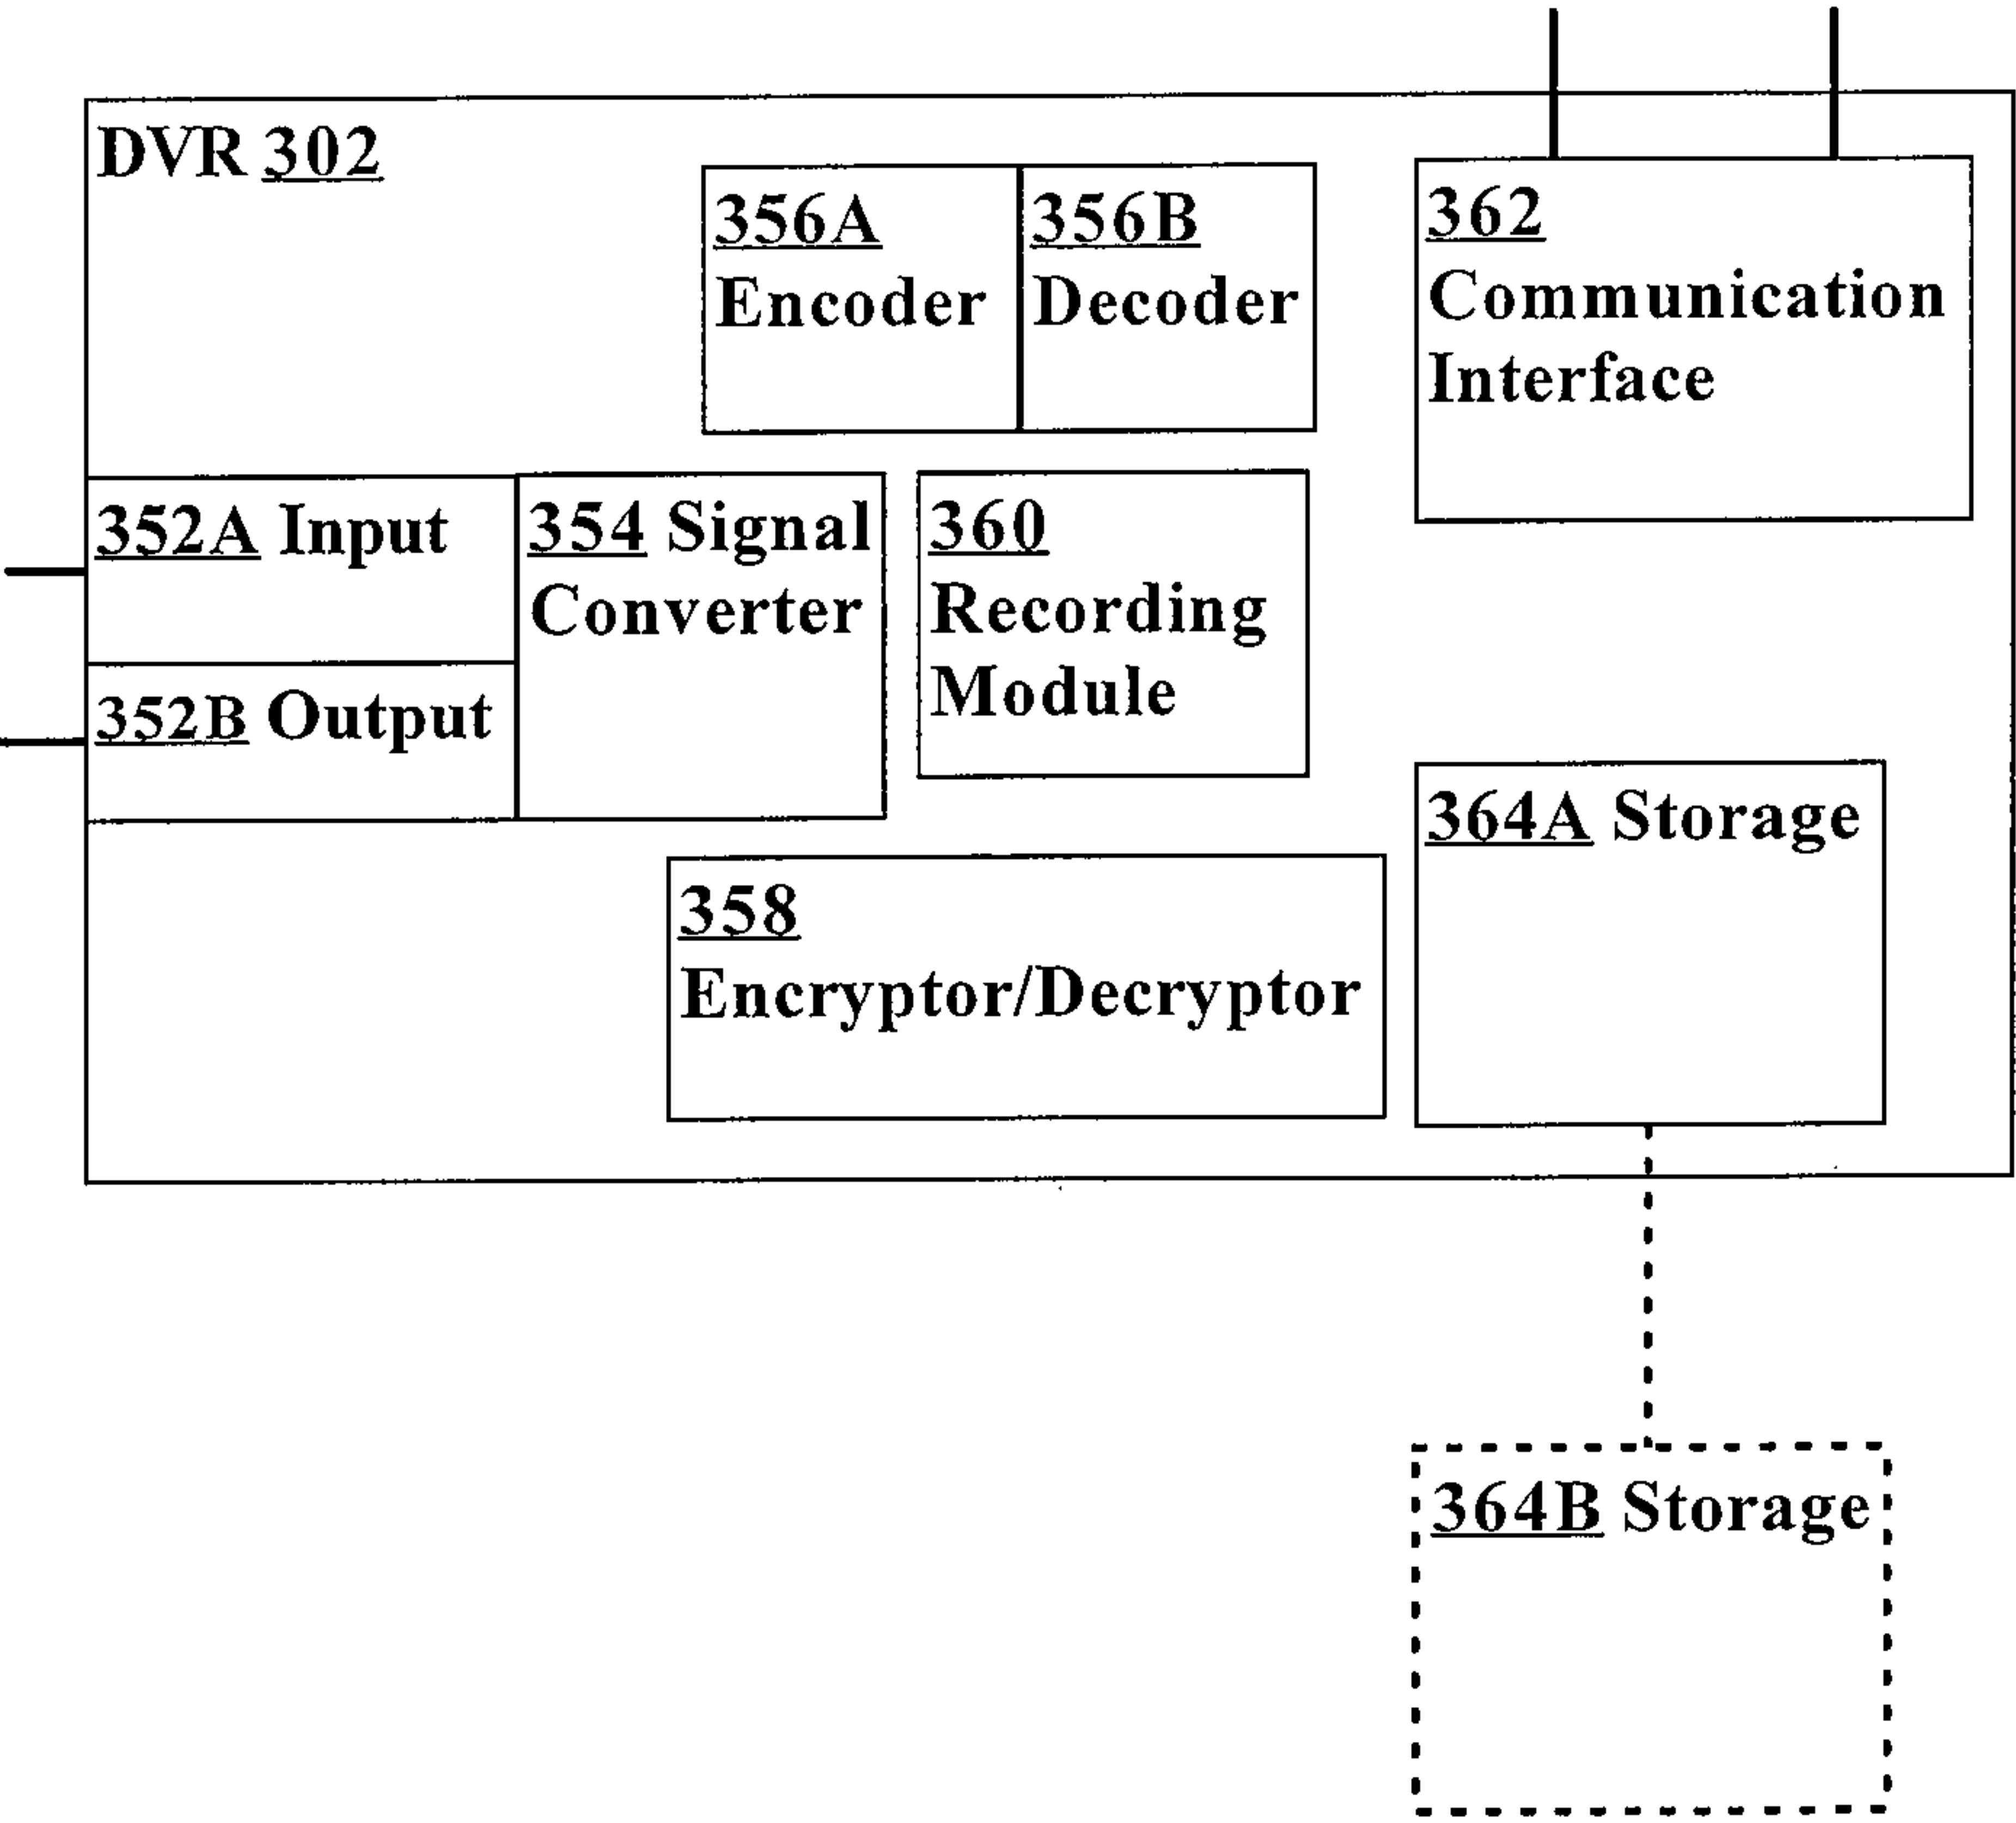 DVR 302
356A
Encoder
356B
Decoder
362
Communication
Interface
352A Input
352B Output
354 Signal
Converter
360
Recording
Module
364A Storage
358
Encryptor/Decryptor
364B Storage